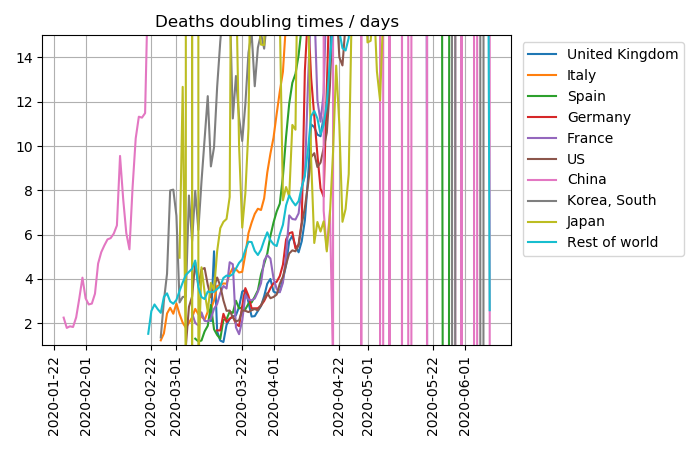 Deaths doubling times / days
14
12
10
8
6
4
2
2020-01-22
2020-02-01
2020-02-22
2020-03-01
2020-03-22
2020-04-01
2020-04-22
2020-05-01
2020-05-22
2020-06-01
United Kingdom
Italy
Spain
Germany
France
US
China
Korea, South
Japan
Rest of world